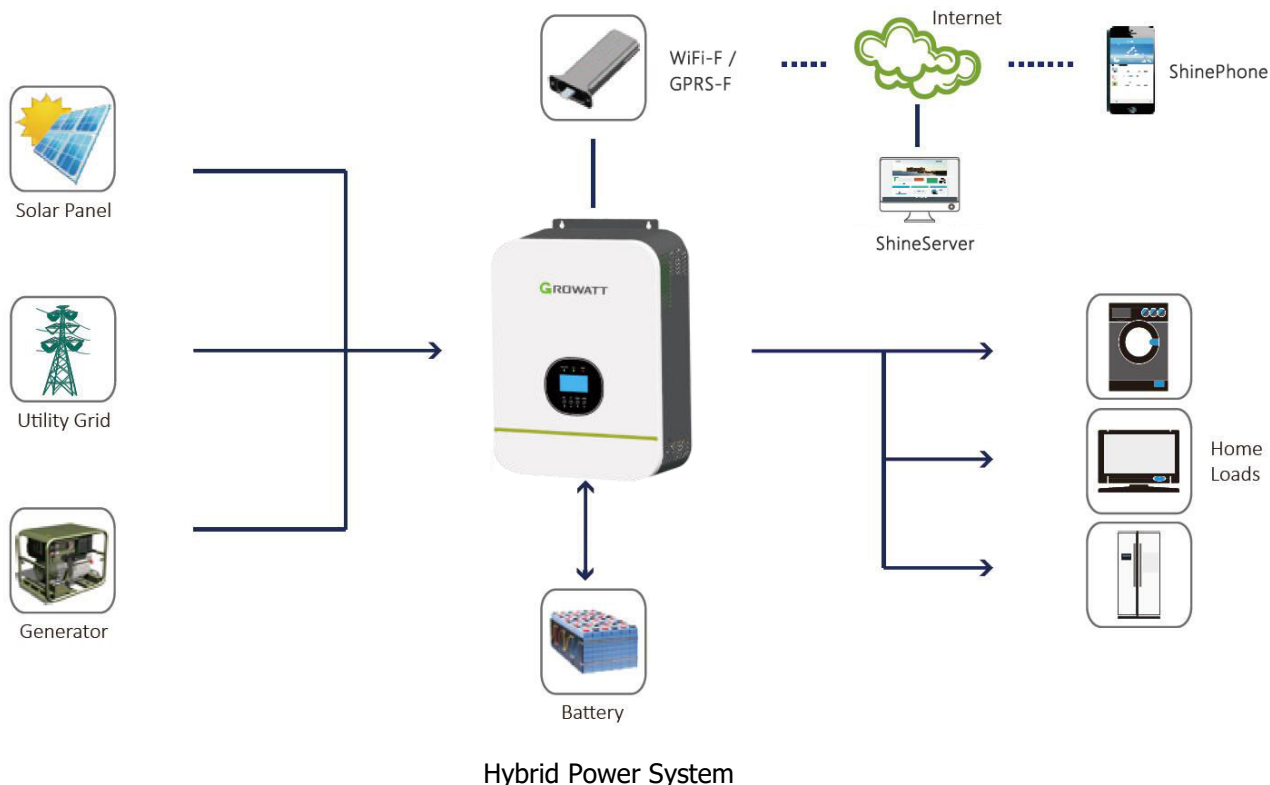 Internet
WiFi-F /
GPRS-F
ShinePhone
Solar Panel
ShineServer
GROWATT
Utility Grid
Home
Loads
Generator
Battery
Hybrid Power System